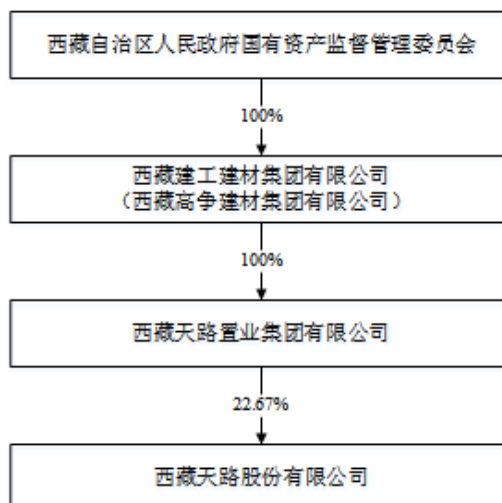 西藏自治区人民政府国有资产监督管理委员会
100%
西藏建工建材集团有限公司
（西藏高争建材集团有限公司）
100%
西藏天路置业集团有限公司
22.67%
西藏天路股份有限公司